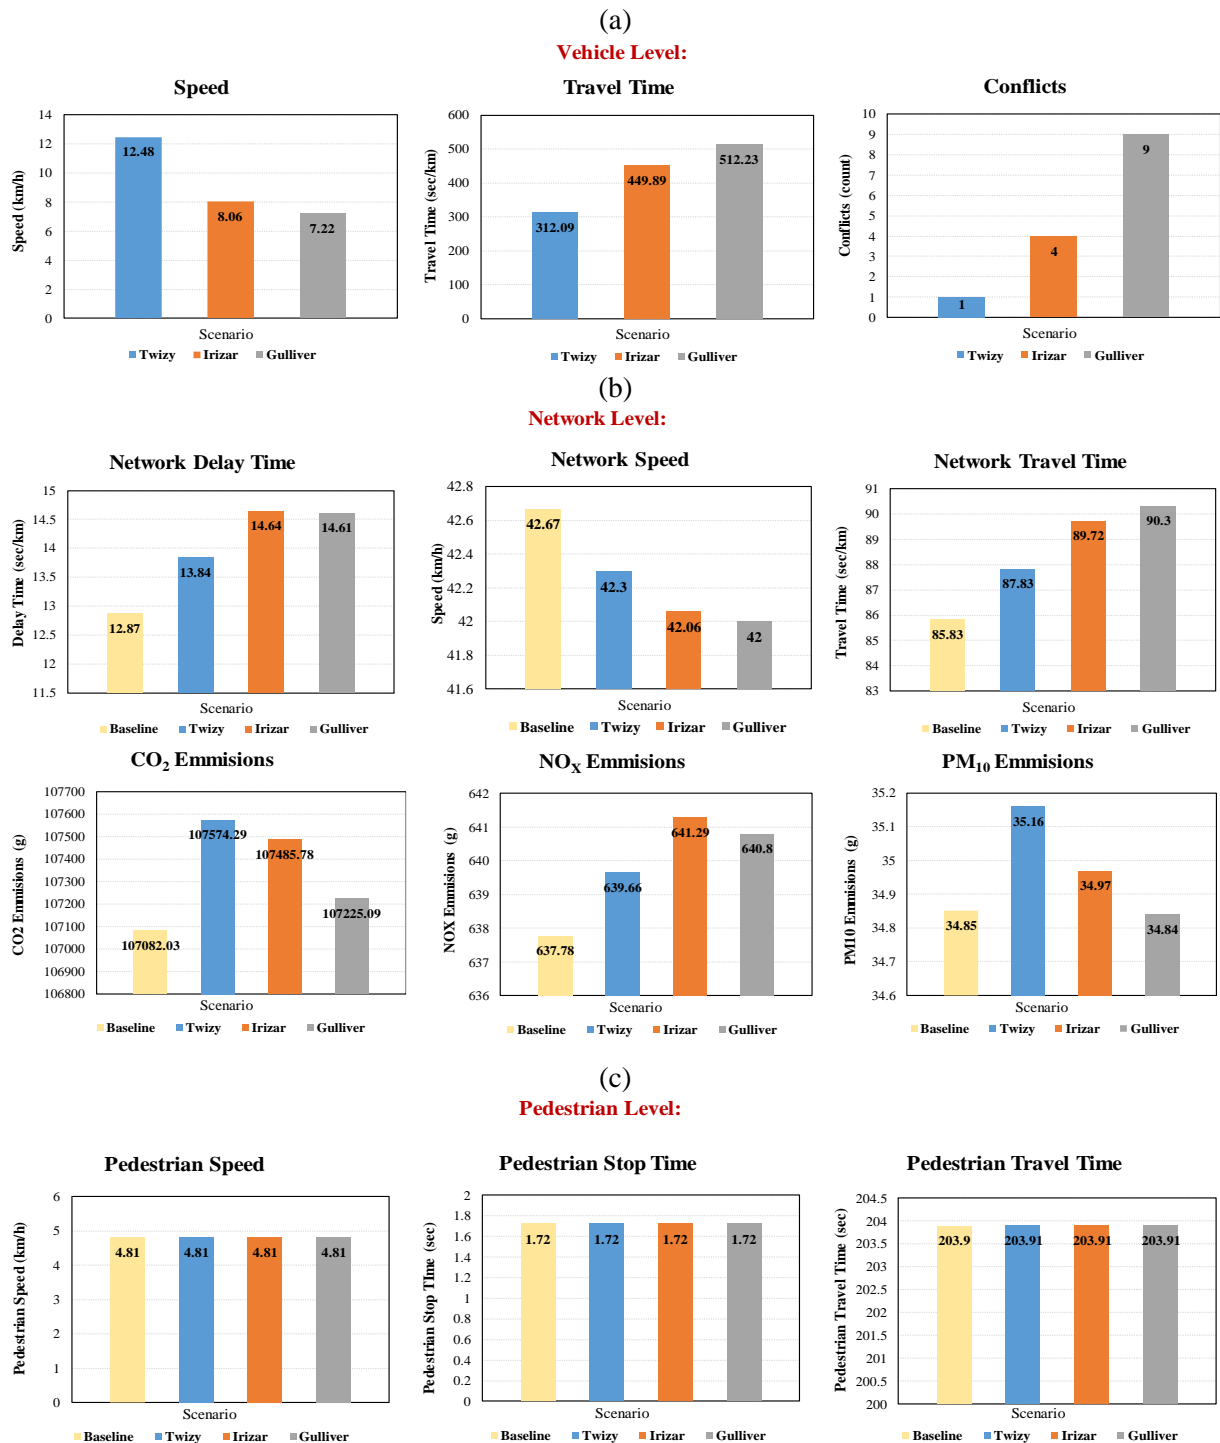 (a)
Vehicle Level:
Speed
Speed (km/h)
14
12
10
8
6
4
2
0
12.48
8.06
7.22
Scenario
Twizy Irizar Gulliver
Travel Time
Travel Time (sec/km)
600
500
400
300
200
100
0
312.09
449.89
512.23
Scenario
Twizy Irizar Gulliver
Conflicts
Conflicts (count)
10
9
8
7
6
5
4
3
2
1
0
1
4
9
Scenario
Twizy Irizar Gulliver
(b)
Network Level:
Network Delay Time
Delay Time (sec/km)
15
14.5
14
13.5
13
12.5
12
11.5
12.87
13.84
14.64
14.61
Scenario
Baseline Twizy Irizar Gulliver
Network Speed
Speed (km/h)
42.8
42.6
42.4
42.2
42
41.8
41.6
42.67
42.3
42.06
42
Scenario
Baseline Twizy Irizar Gulliver
Network Travel Time
Travel Time (sec/km)
91
90
89
88
87
86
85
84
83
85.83
87.83
89.72
90.3
Scenario
Baseline Twizy Irizar Gulliver
CO2 Emmisions
CO2 Emmisions (g)
107700
107600
107500
107400
107300
107200
107100
107000
106900
106800
107082.03
107574.29
107485.78
107225.09
Scenario
Baseline Twizy Irizar Gulliver
NOX Emmisions
NOX Emmisions (g)
642
641
640
639
638
637
636
637.78
639.66
641.29
640.8
Scenario
Baseline Twizy Irizar Gulliver
PM10 Emmisions
PM10 Emmisions (g)
35.2
35.1
35
34.9
34.8
34.7
34.6
34.85
35.16
34.97
34.84
Scenario
Baseline Twizy Irizar Gulliver
(c)
Pedestrian Level:
Pedestrian Speed
Pedestrian Speed (km/h)
6
5
4
3
2
1
0
4.81
4.81
4.81
4.81
Scenario
Baseline Twizy Irizar Gulliver
Pedestrian Stop Time
Pedestrian Stop TIme (sec)
2
1.8
1.6
1.4
1.2
1
0.8
0.6
0.4
0.2
0
1.72
1.72
1.72
1.72
Scenario
Baseline Twizy Irizar Gulliver
Pedestrian Travel Time
Pedestrian Travel Time (sec)
204.5
204
203.5
203
202.5
202
201.5
201
200.5
200
203.9
203.91
203.91
203.91
Scenario
Baseline Twizy Irizar Gulliver